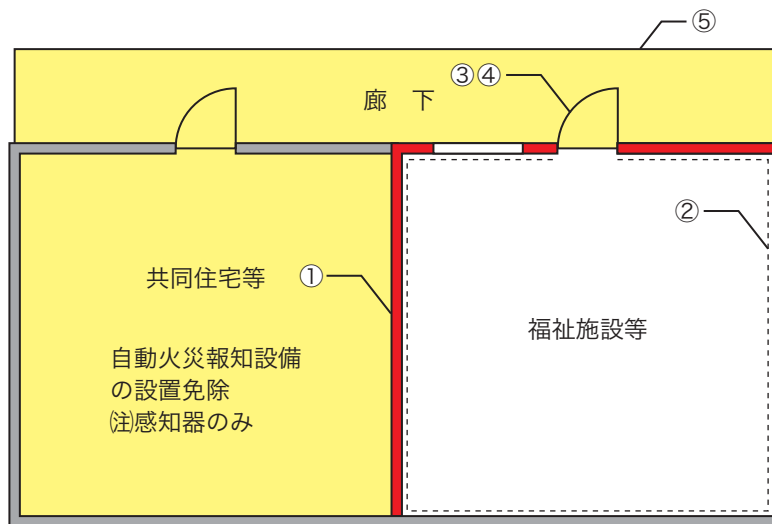 ⑤
③④
廊　下
②
共同住宅等
①
福祉施設等
自動火災報知設備
の設置免除
㊟感知器のみ